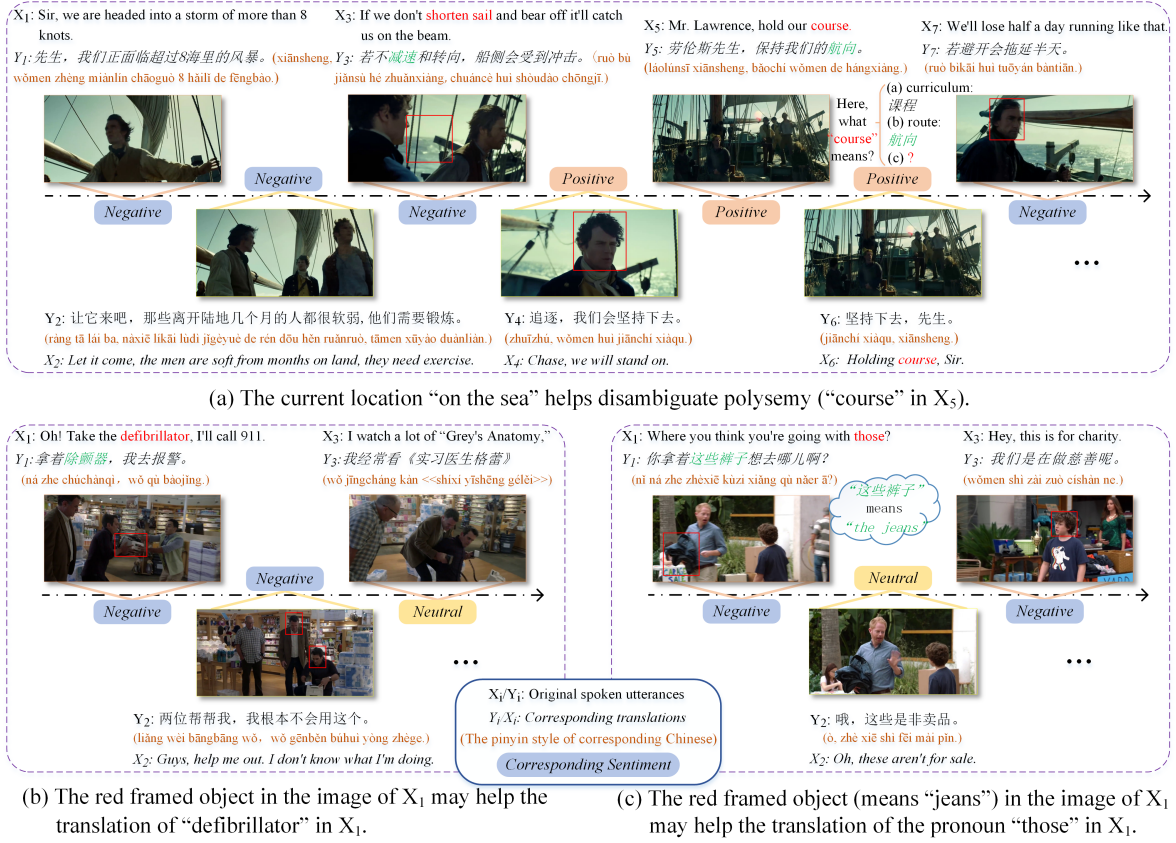 X1: Sir, we are headed into a storm of more than 8
knots.
Y1:先生，我们正面临超过8海里的风暴。(xiānsheng,
wǒmen zhèng miànlín chāoguò 8 hǎilǐ de fēngbào.)
X3: If we don't shorten sail and bear off it'll catch
us on the beam.
Y3: 若不减速和转向，船侧会受到冲击。(ruò bù
jiǎnsù hé zhuǎnxiàng, chuáncè huì shòudào chōngjī.)
X5: Mr. Lawrence, hold our course.
Y5: 劳伦斯先生，保持我们的航向。
(láolúnsī xiānsheng, bǎochí wǒmen de hángxiàng.)
X7: We'll lose half a day running like that.
Y7: 若避开会拖延半天。
(ruò bìkāi huì tuōyán bàntiān.)
Here,
what
“course”
means?
(a) curriculum:
课程
(b) route:
航向
(c) ?
Negative
Positive
Positive
Negative
Negative
Positive
Negative
...
Y2: 让它来吧，那些离开陆地几个月的人都很软弱,他们需要锻炼。
(ràng tā lái ba, nàxiē líkāi lùdì jǐgèyuè de rén dōu hěn ruǎnruò, tāmen xūyào duànliàn.)
X2: Let it come, the men are soft from months on land, they need exercise.
Y4: 追逐，我们会坚持下去。
(zhuīzhú, wǒmen huì jiānchí xiàqu.)
X4: Chase, we will stand on.
Y6: 坚持下去，先生。
(jiānchí xiàqu, xiānsheng.)
X6: Holding course, Sir.
(a) The current location “on the sea” helps disambiguate polysemy (“course” in X5).
X1: Oh! Take the defibrillator, I'll call 911.
Y1:拿着除颤器，我去报警。
(ná zhe chúchànqì，wǒ qù bàojǐng.)
X3: I watch a lot of “Grey's Anatomy,”
Y3:我经常看《实习医生格蕾》
(wǒ jīngcháng kàn <<shíxí yīshēng gélěi>>)
Negative
Negative
Neutral
...
Y2: 两位帮帮我，我根本不会用这个。
(liǎng wèi bāngbāng wǒ，wǒ gēnběn búhuì yòng zhège.)
X2: Guys, help me out. I don't know what I'm doing.
X1: Where you think you're going with those?
Y1: 你拿着这些裤子想去哪儿啊?
(nǐ ná zhe zhèxiē kùzi xiǎng qù nǎer ā?)
X3: Hey, this is for charity.
Y3: 我们是在做慈善呢。
(wǒmen shì zài zuò císhàn ne.)
“这些裤子”
means
“the jeans”
Neutral
Negative
Negative
...
Y2: 哦，这些是非卖品。
(ò, zhè xiē shì fēi mài pǐn.)
X2: Oh, these aren't for sale.
Xi/Yi: Original spoken utterances
Yi/Xi: Corresponding translations
(The pinyin style of corresponding Chinese)
Corresponding Sentiment
(b) The red framed object in the image of X1 may help the
translation of “defibrillator” in X1.
(c) The red framed object (means “jeans”) in the image of X1
may help the translation of the pronoun “those” in X1.